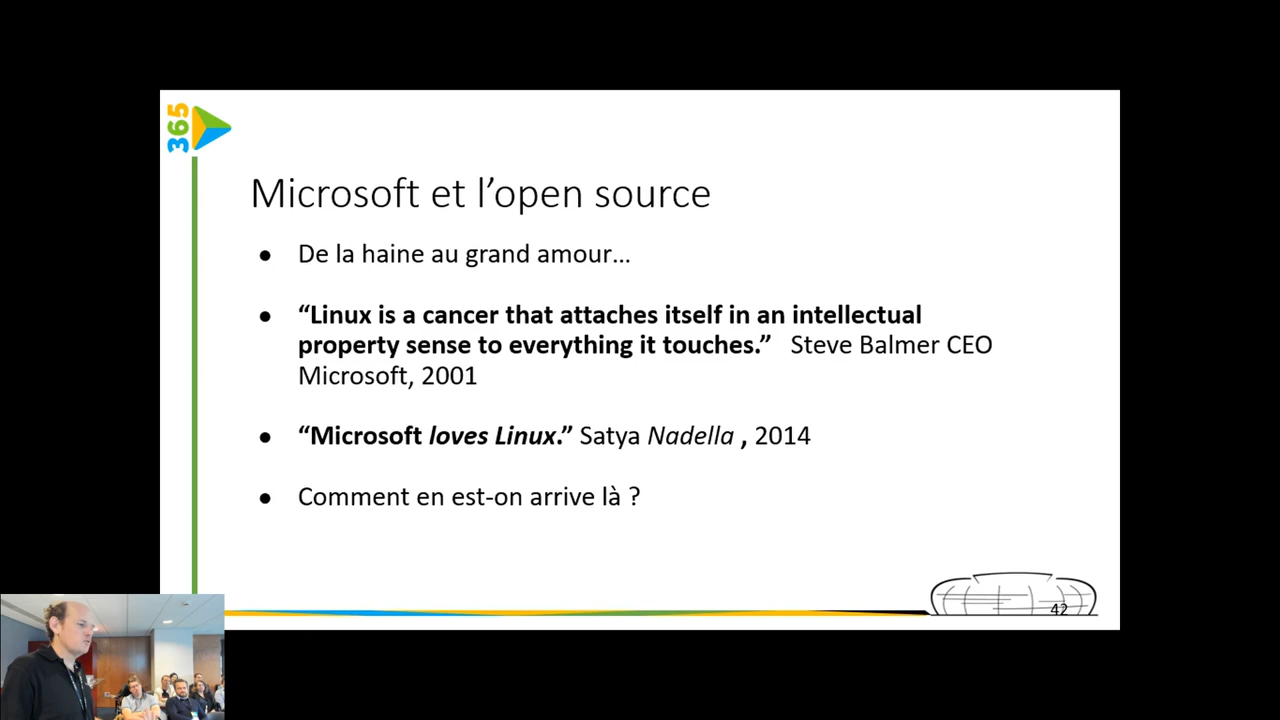 365
Microsoft et l’open source
● De la haine au grand amour…
● “Linux is a cancer that attaches itself in an intellectual
property sense to everything it touches.” Steve Balmer CEO
Microsoft, 2001
● “Microsoft loves Linux.” Satya Nadella , 2014
● Comment en est-on arrive là ?
42